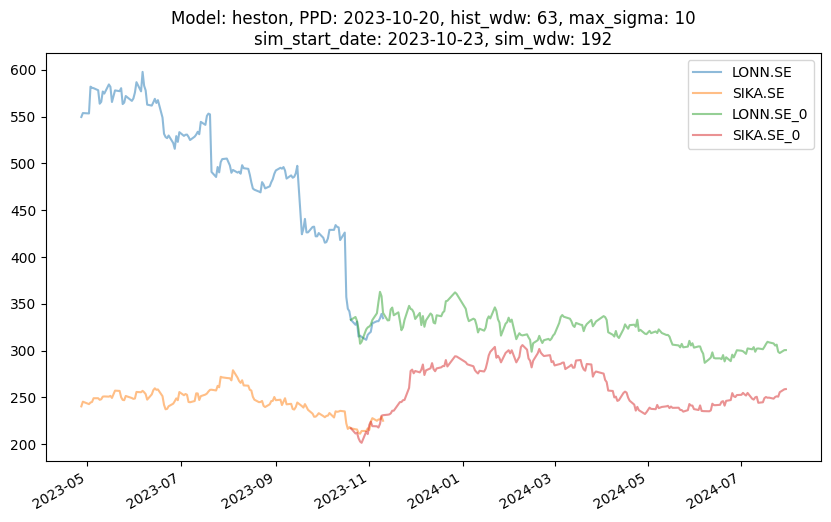 Model: heston, PPD: 2023-10-20, hist_wdw: 63, max_sigma: 10
sim_start_date: 2023-10-23, sim_wdw: 192
LONN.SE
SIKA.SE
LONN.SE_0
SIKA.SE_0
600
550
500
450
400
350
300
250
200
2023-05
2023-07
2023-09
2023-11
2024-01
2024-03
2024-05
2024-07